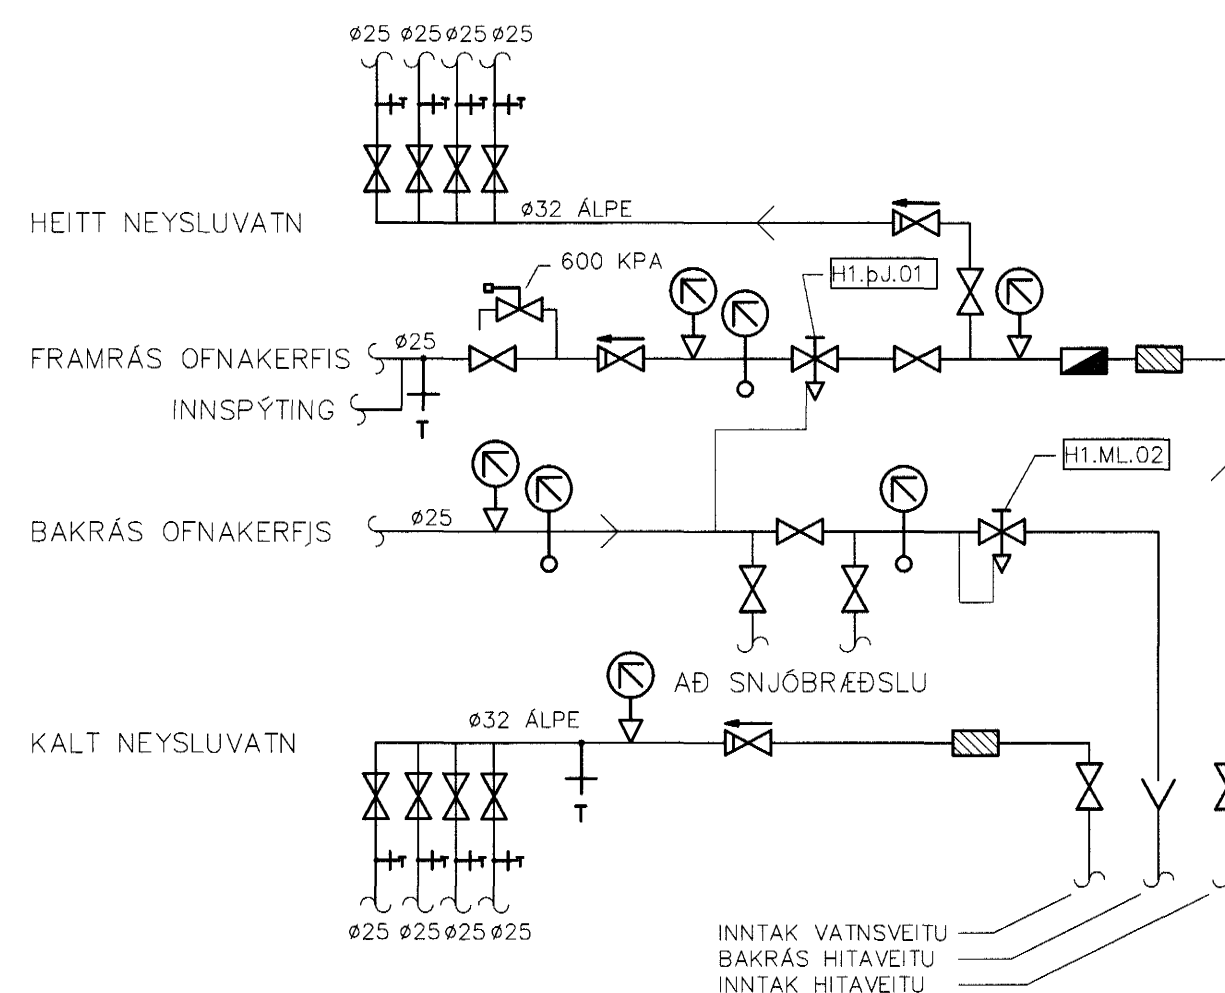 ø25 ø25 ø25 ø25
T T T T
HEITT NEYSLUVATN
ø32 ÁLPE
600 KPA
H1.þJ.01
FRAMRÁS OFNAKERFIS
ø25
INNSPÝTING
T
H1.ML.02
BAKRÁS OFNAKERFJS
ø25
AÐ SNJÓBRÆÐSLU
ø32 ÁLPE
KALT NEYSLUVATN
T
T T T T
ø25 ø25 ø25 ø25
INNTAK VATNSVEITU
BAKRÁS HITAVEITU
INNTAK HITAVEITU